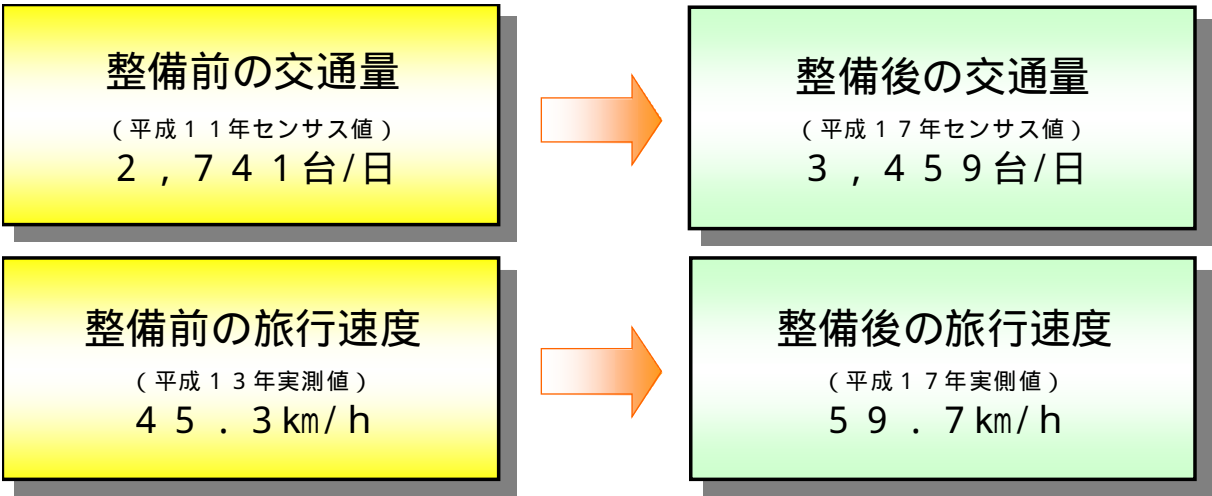 整備前の交通量
（平成１１年センサス値）
２，７４１台/日
整備後の交通量
（平成１７年センサス値）
３，４５９台/日
整備前の旅行速度
（平成１３年実測値）
４５．３㎞/ｈ
整備後の旅行速度
（平成１７年実側値）
５９．７㎞/ｈ